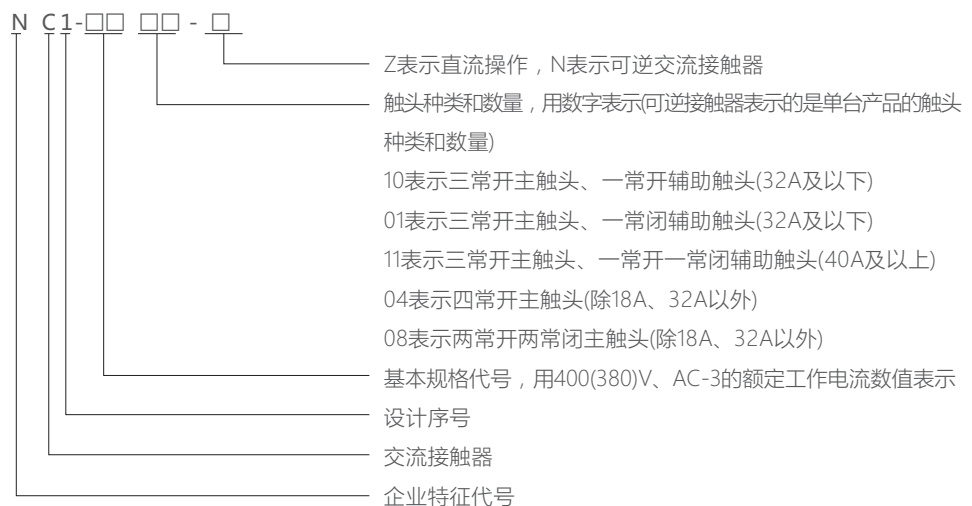 N C1-□□ □□ - □
Z表示直流操作，N表示可逆交流接触器
触头种类和数量，用数字表示(可逆接触器表示的是单台产品的触头
种类和数量)
10表示三常开主触头、一常开辅助触头(32A及以下)
01表示三常开主触头、一常闭辅助触头(32A及以下)
11表示三常开主触头、一常开一常闭辅助触头(40A及以上)
04表示四常开主触头(除18A、32A以外)
08表示两常开两常闭主触头(除18A、32A以外)
基本规格代号，用400(380)V、AC-3的额定工作电流数值表示
设计序号
交流接触器
企业特征代号